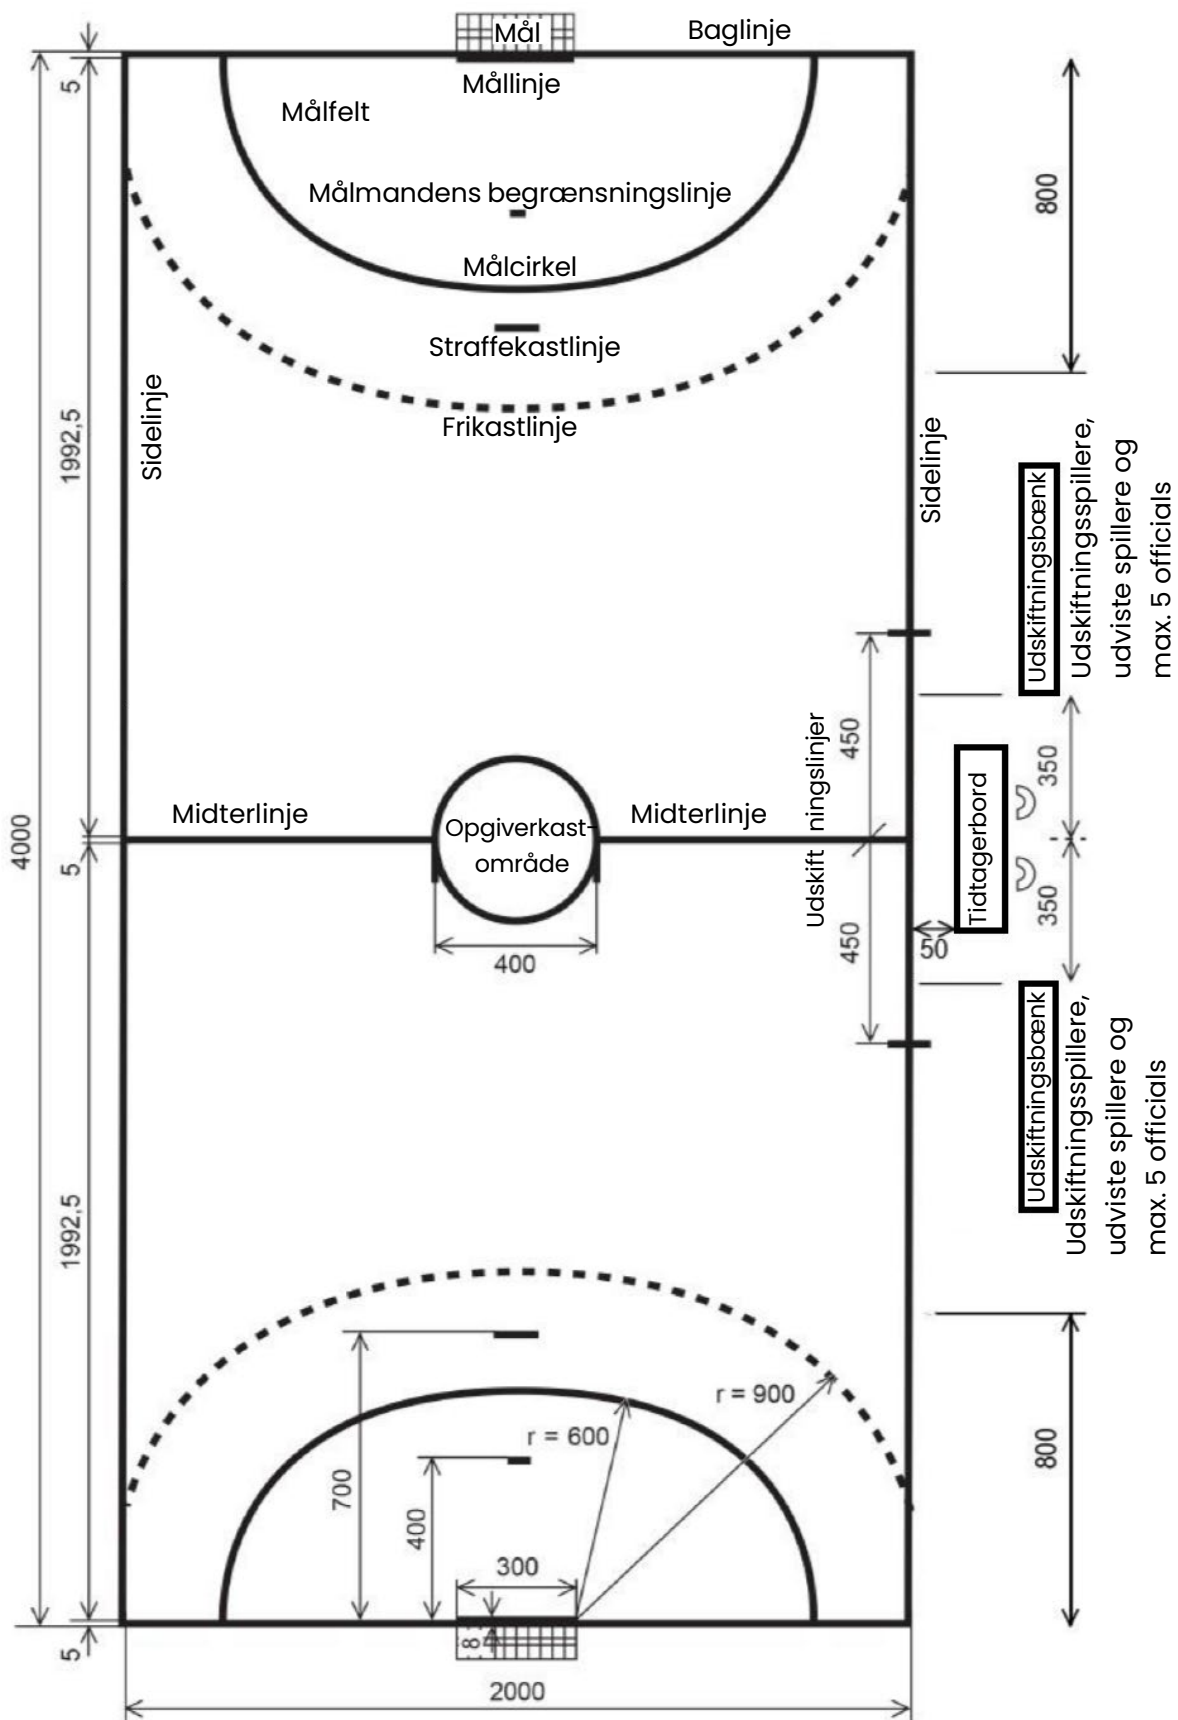 Mål
Baglinje
Mållinje
Målfelt
5
Målmandens begrænsningslinje
800
Målcirkel
Straffekastlinje
Frikastlinje
Sidelinje
1992,5
Sidelinje
Udskiftningsbænk
Udskiftningsspillere,
udviste spillere og
max. 5 officials
450
350
Udskift ningslinjer
Midterlinje
Midterlinje
Opgiverkast-
område
4000
5
Tidtagerbord
350
450
50
400
Udskiftningsbænk
Udskiftningsspillere,
udviste spillere og
max. 5 officials
1992,5
r = 900
r = 600
700
400
800
300
8
5
2000